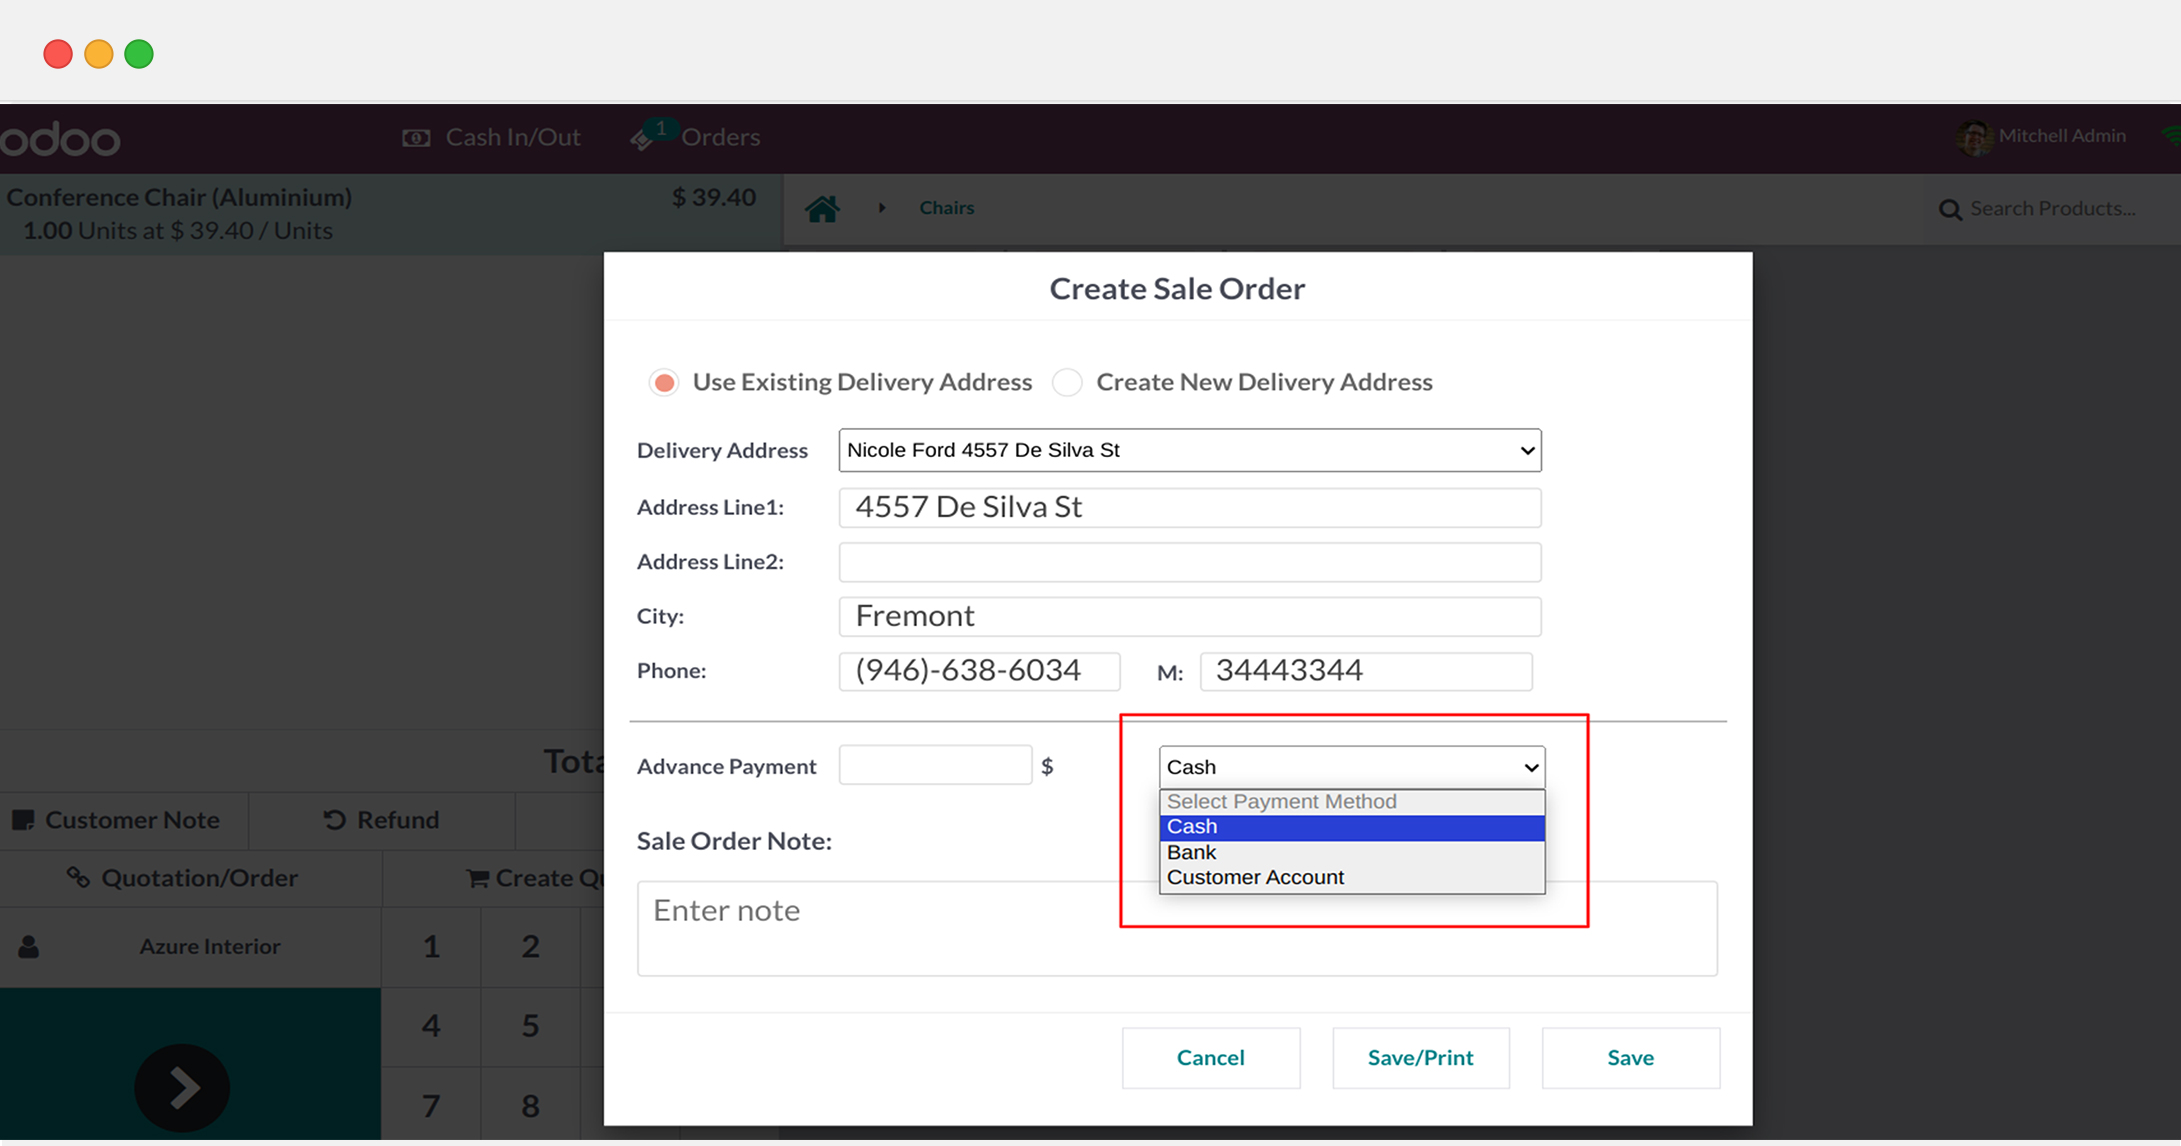 odoo
Cash In/Out
1
Orders
Mitchell Admin
Conference Chair (Aluminium) $ 39.40
1.00 Units at $ 39.40 / Units
Chairs
Search Products...
Create Sale Order
Use Existing Delivery Address Create New Delivery Address
Delivery Address Nicole Ford 4557 De Silva St
Address Line1: 4557 De Silva St
Address Line2:
City: Fremont
Phone: (946)-638-6034 M: 34443344
Advance Payment $ Cash
Select Payment Method
Cash
Bank
Customer Account
Sale Order Note:
Enter note
Cancel Save/Print Save
Customer Note Refund
Quotation/Order Create
Azure Interior
1 2
4 5
7 8